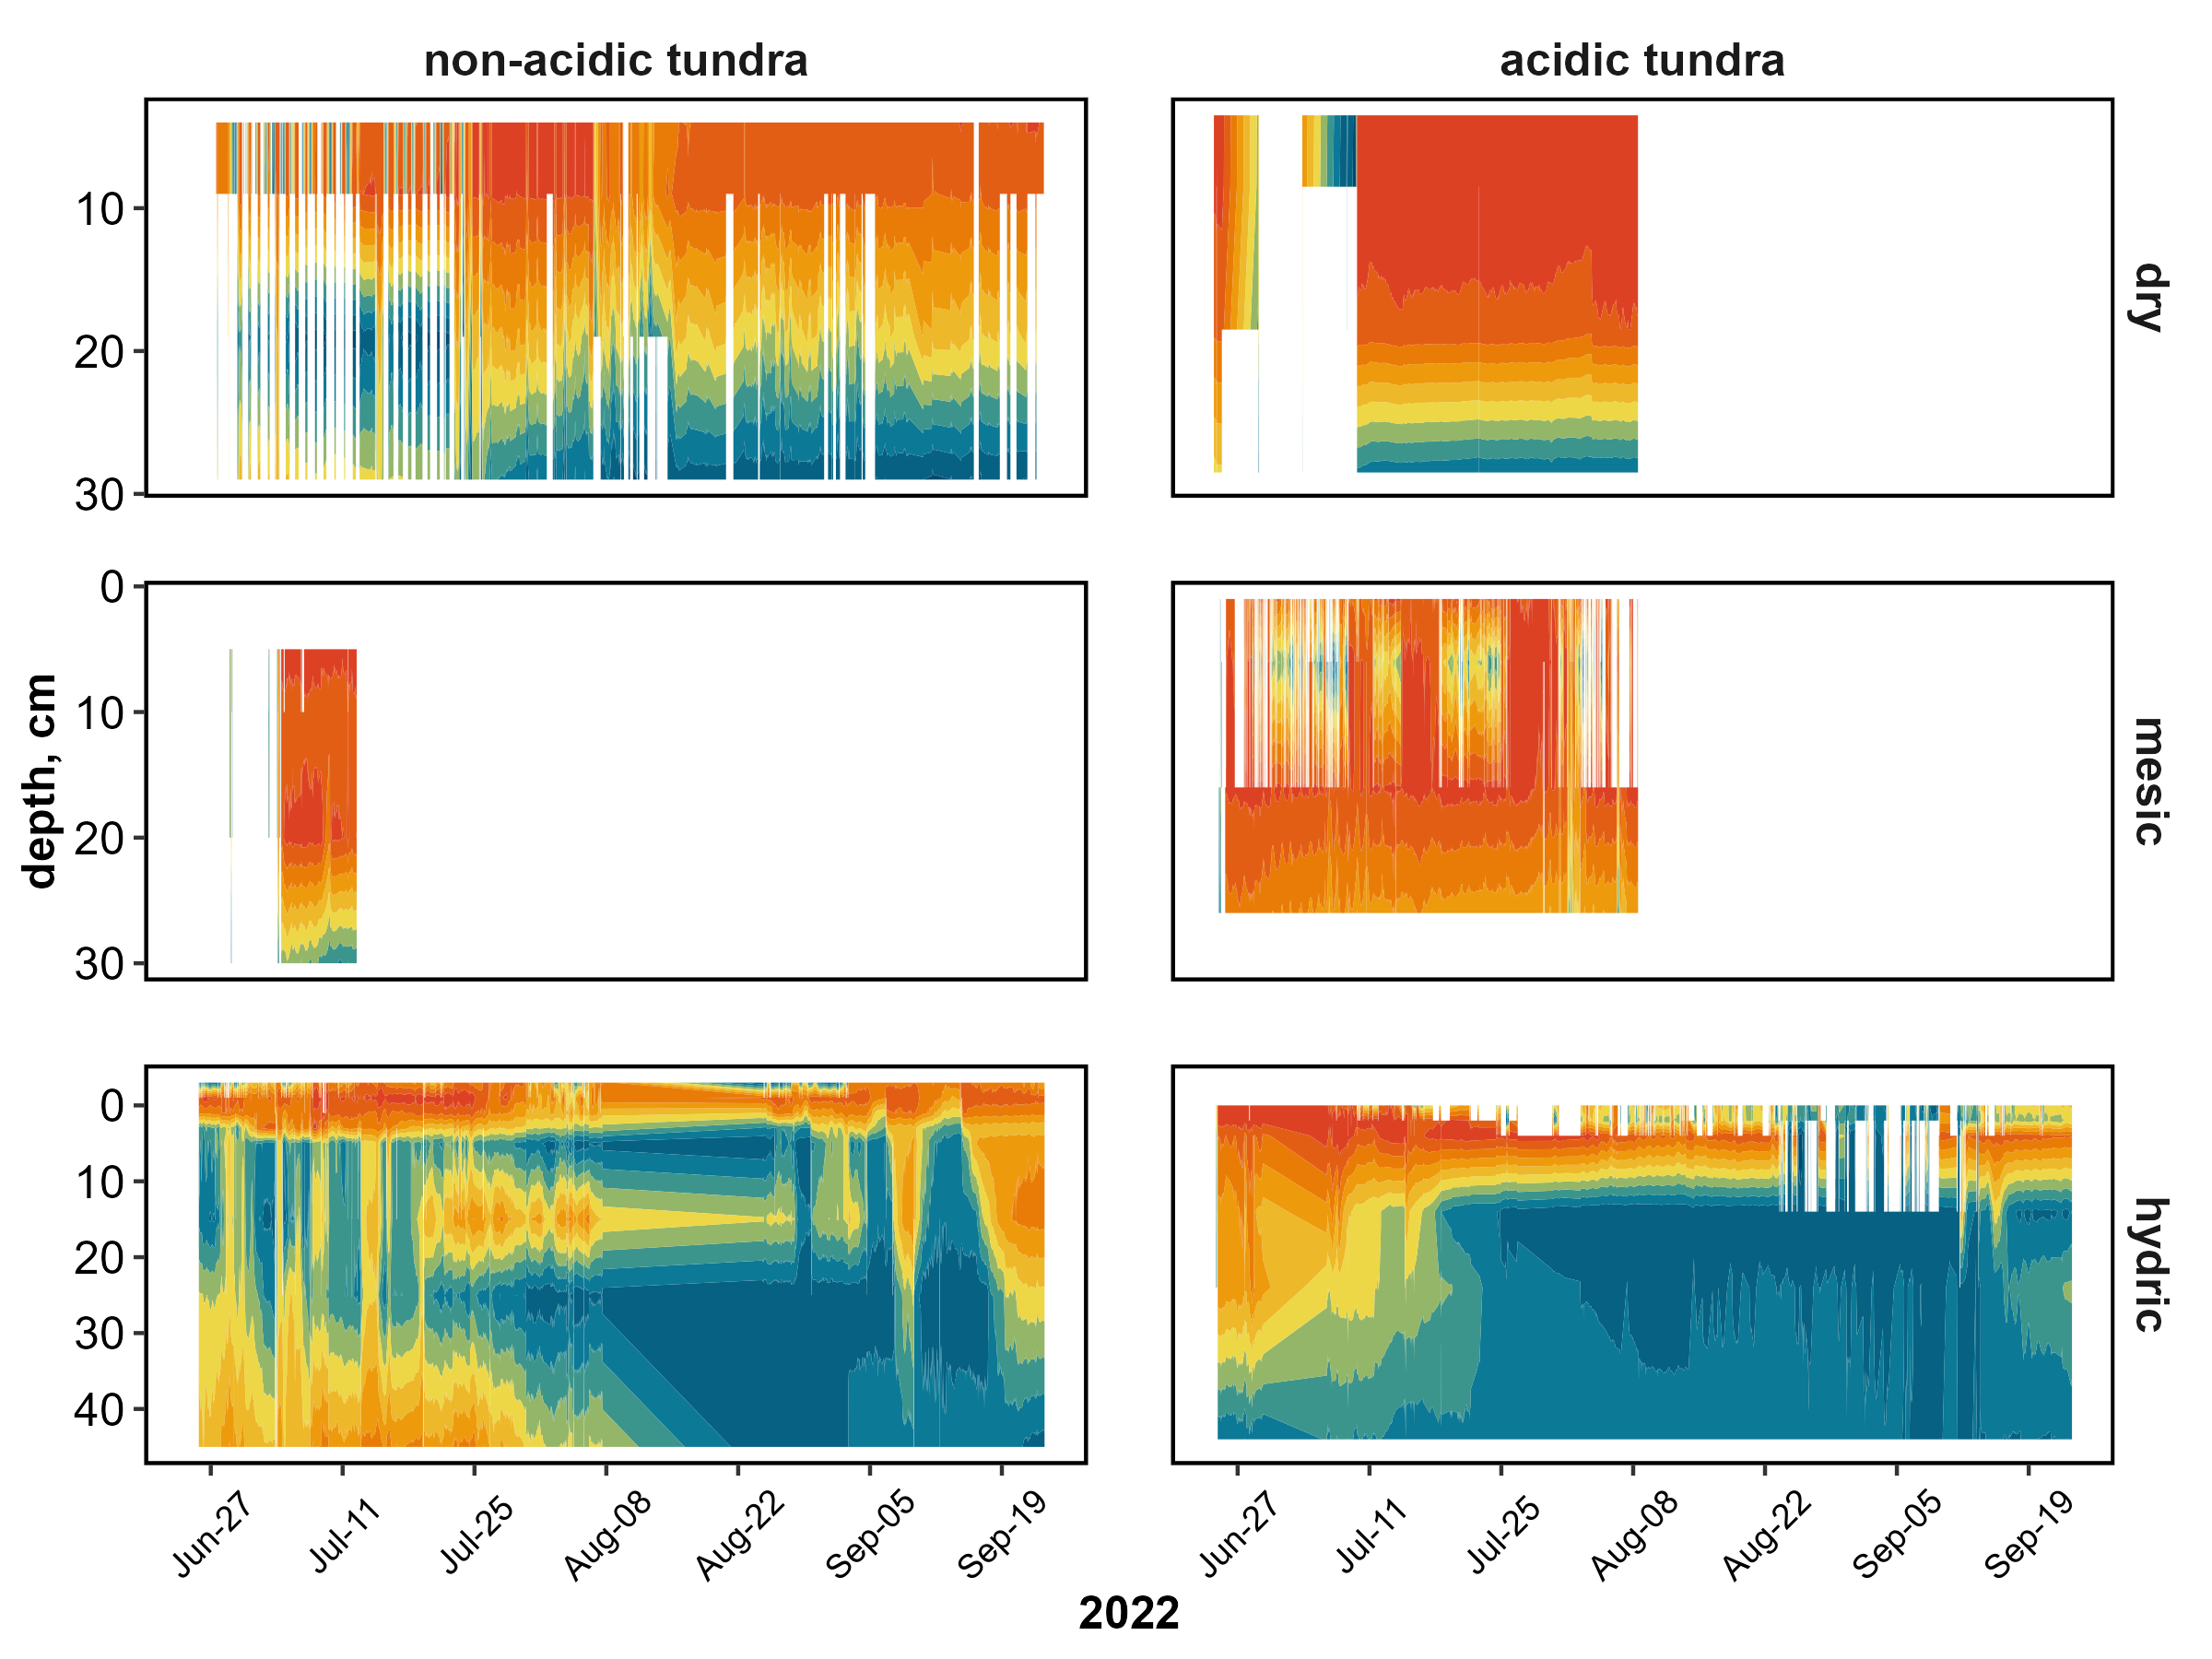 non-acidic tundra
acidic tundra
10
20
30
dry
0
10
20
30
depth, cm
mesic
0
10
20
30
40
hydric
Jun-27
Jul-11
Jul-25
Aug-08
Aug-22
Sep-05
Sep-19
Jun-27
Jul-11
Jul-25
Aug-08
Aug-22
Sep-05
Sep-19
2022